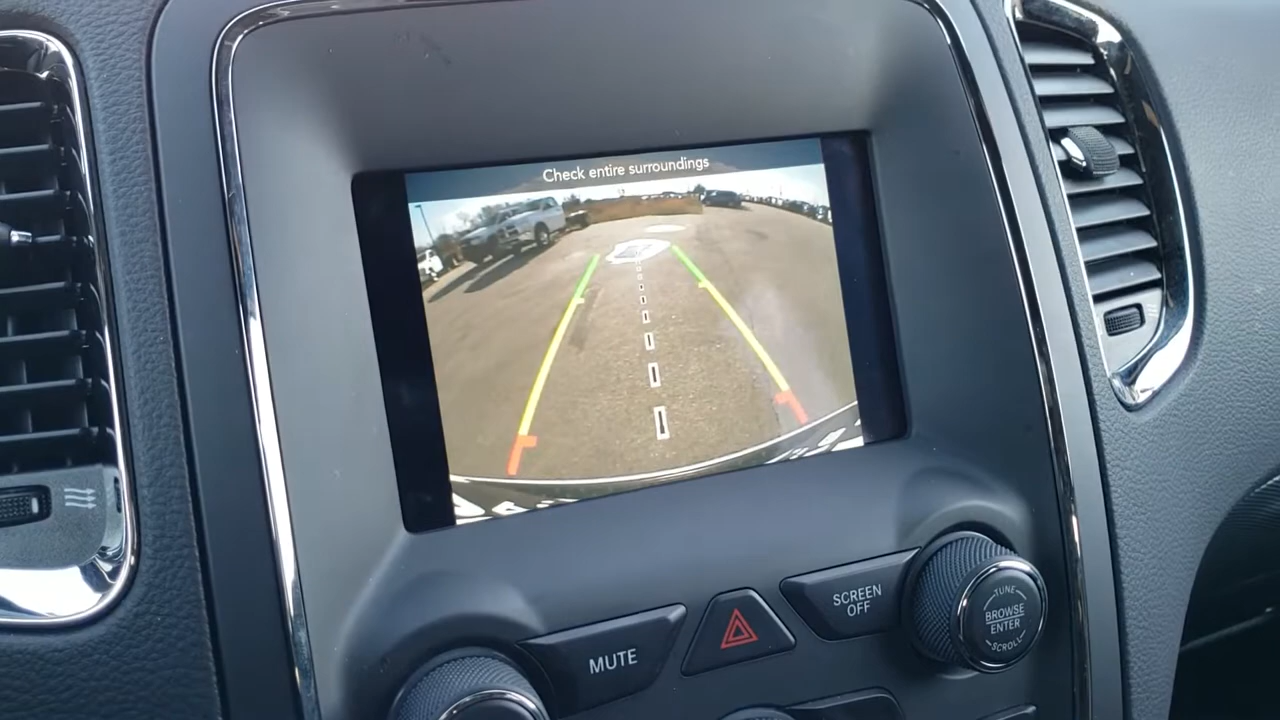 Check entire surroundings
MUTE
SCREEN
OFF
TUNE
BROWSE
ENTER
SCROLL